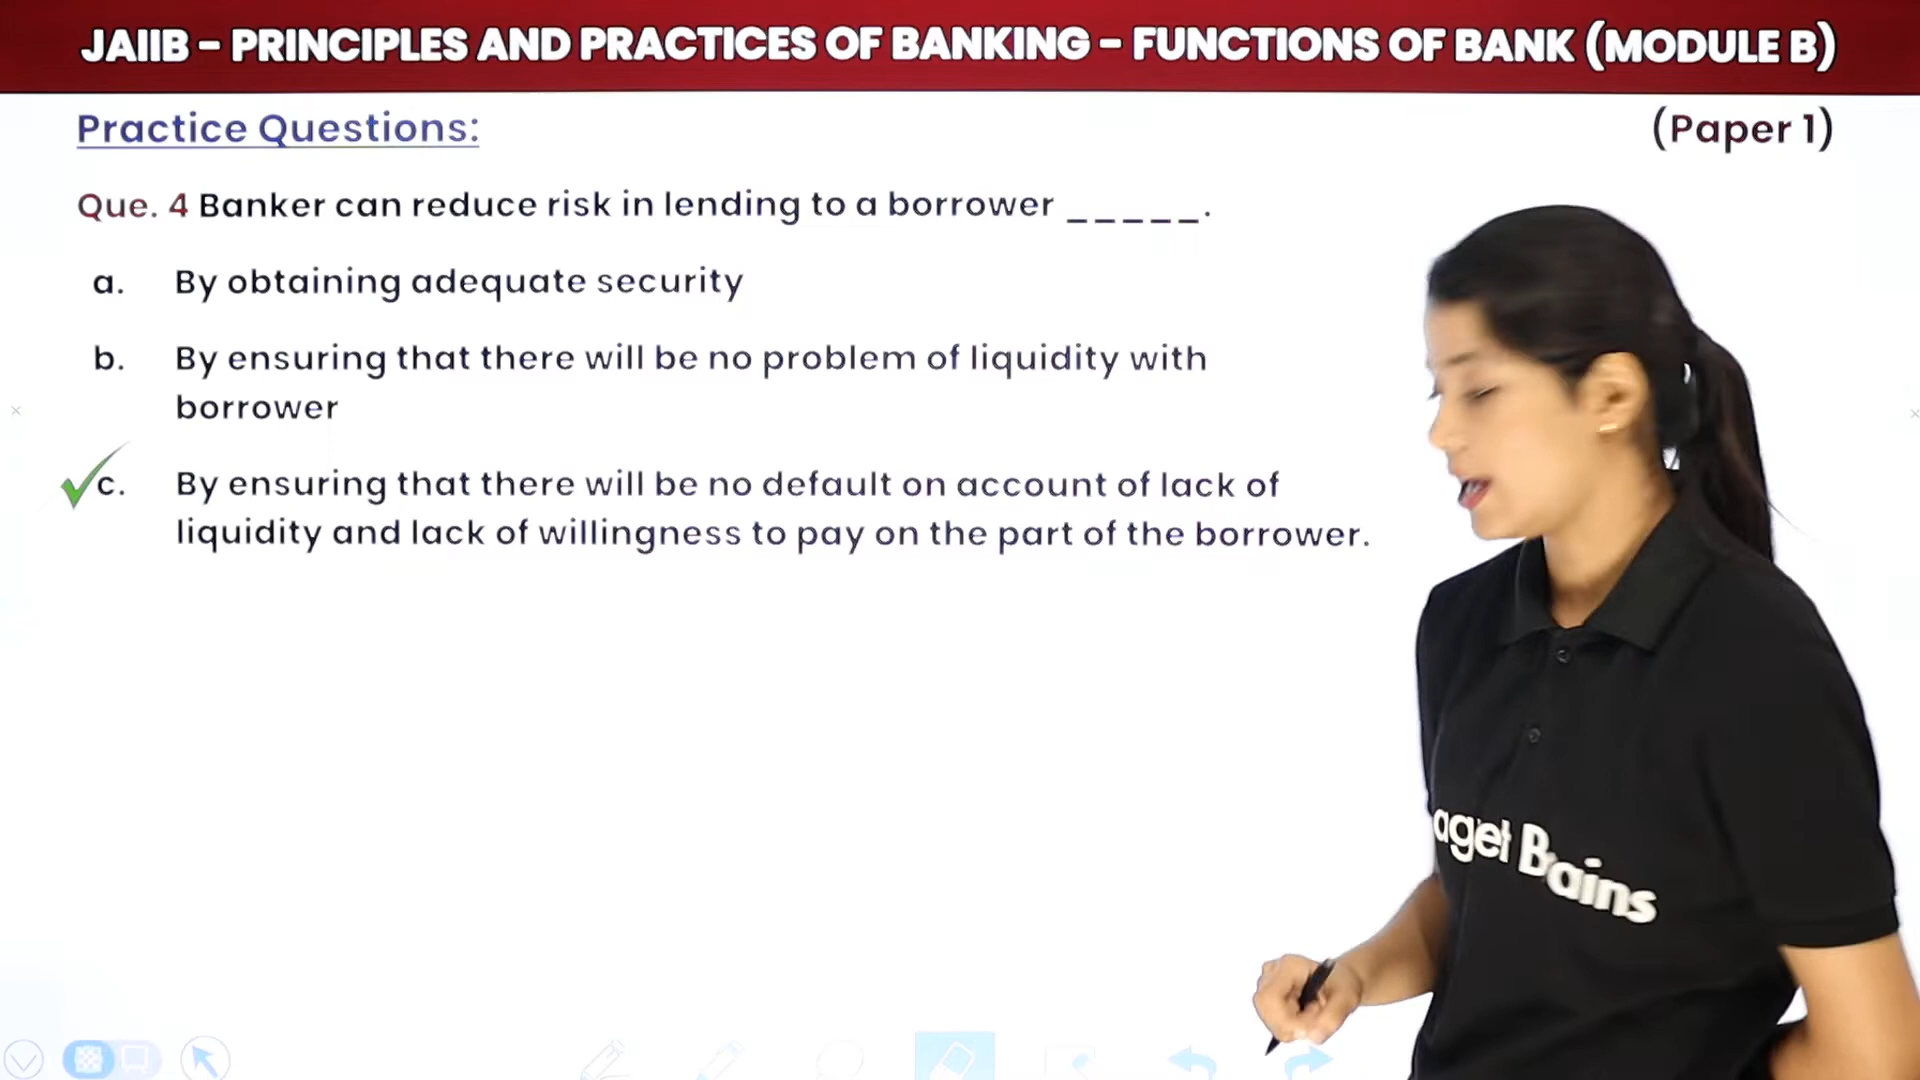 JAIIB – PRINCIPLES AND PRACTICES OF BANKING – FUNCTIONS OF BANK (MODULE B)
Practice Questions:
(Paper 1)
Que. 4 Banker can reduce risk in lending to a borrower _ _ _ _ _.
a. By obtaining adequate security
b. By ensuring that there will be no problem of liquidity with
borrower
c. By ensuring that there will be no default on account of lack of
liquidity and lack of willingness to pay on the part of the borrower.
aget Brains